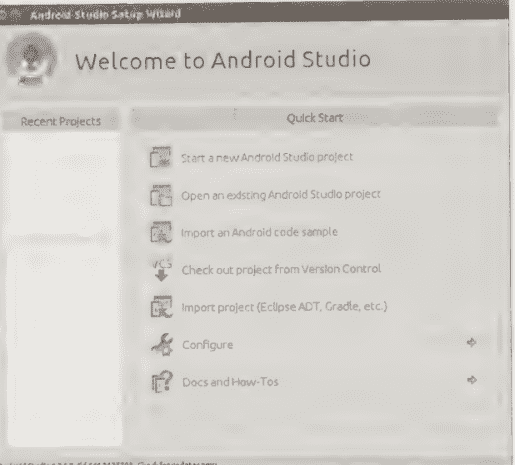 Android Studio Setup Wizard
Welcome to Android Studio
Recent Projects
Quick Start
Start a new Android Studio project
Open an existing Android Studio project
Import an Android code sample
VCS
Check out project from Version Control
Import project (Eclipse ADT, Gradle, etc.)
Configure
Docs and How-Tos